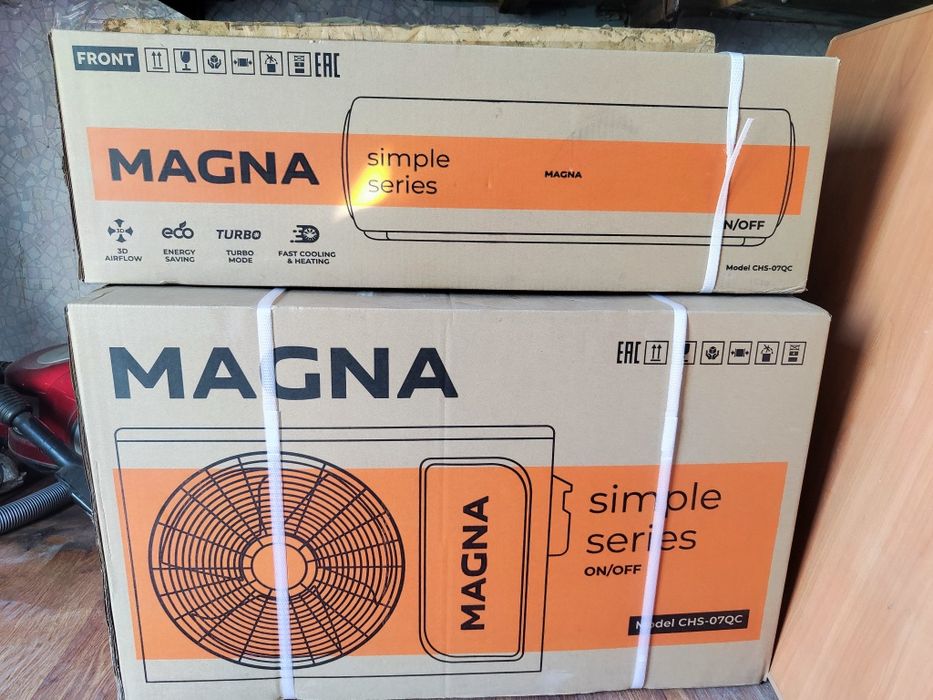 FRONT
EAC
MAGNA
simple
series
MAGNA
3D
3D
AIRFLOW
eco
ENERGY
SAVING
TURBO
TURBO
MODE
FAST COOLING
& HEATING
N/OFF
Model CHS-07QC
MAGNA
EAC
MAGNA
simple
series
ON/OFF
Model CHS-07QC